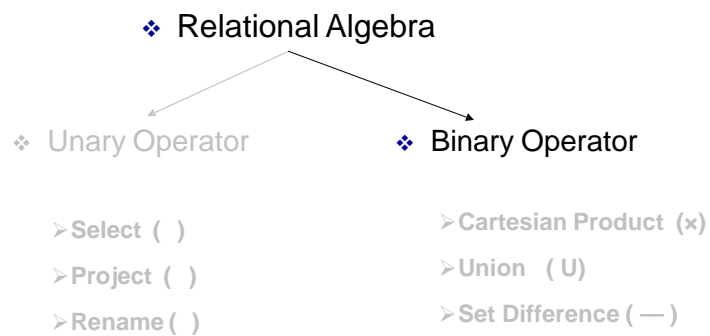 ❖ Relational Algebra
❖ Unary Operator
➢Select ( )
➢Project ( )
➢Rename ( )
❖ Binary Operator
➢Cartesian Product (×)
➢Union ( U)
➢Set Difference ( — )